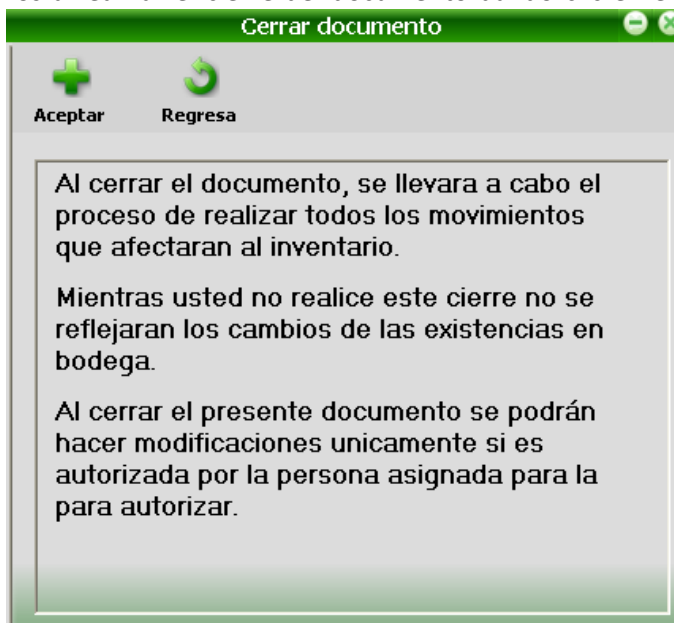 Cerrar documento
Aceptar
Regresa
Al cerrar el documento, se llevara a cabo el
proceso de realizar todos los movimientos
que afectaran al inventario.
Mientras usted no realice este cierre no se
reflejaran los cambios de las existencias en
bodega.
Al cerrar el presente documento se podrán
hacer modificaciones unicamente si es
autorizada por la persona asignada para la
para autorizar.